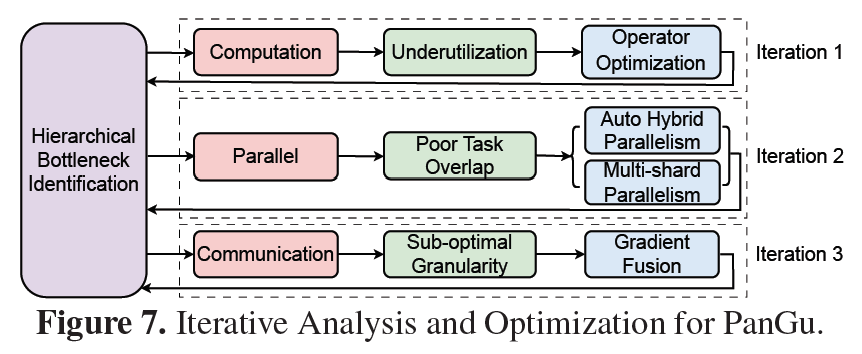 Hierarchical
Bottleneck
Identification
Computation
Underutilization
Operator
Optimization
Iteration 1
Parallel
Poor Task
Overlap
Auto Hybrid
Parallelism
Multi-shard
Parallelism
Iteration 2
Communication
Sub-optimal
Granularity
Gradient
Fusion
Iteration 3
Figure 7. Iterative Analysis and Optimization for PanGu.